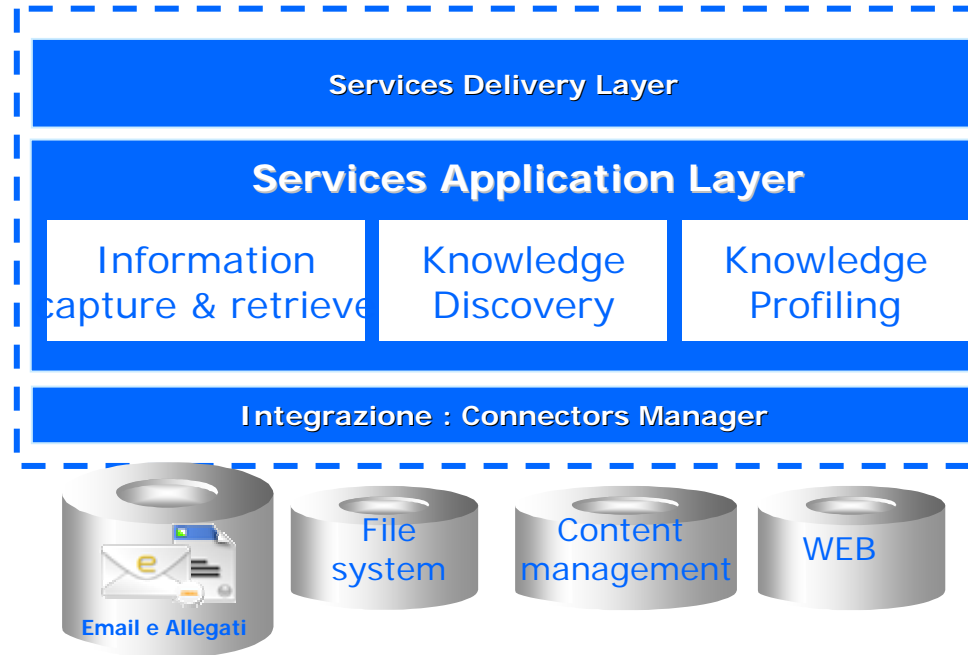 Services Delivery Layer
Services Application Layer
Information
capture & retrieve
Knowledge
Discovery
Knowledge
Profiling
Integrazione : Connectors Manager
e
Email e Allegati
File
system
Content
management
WEB